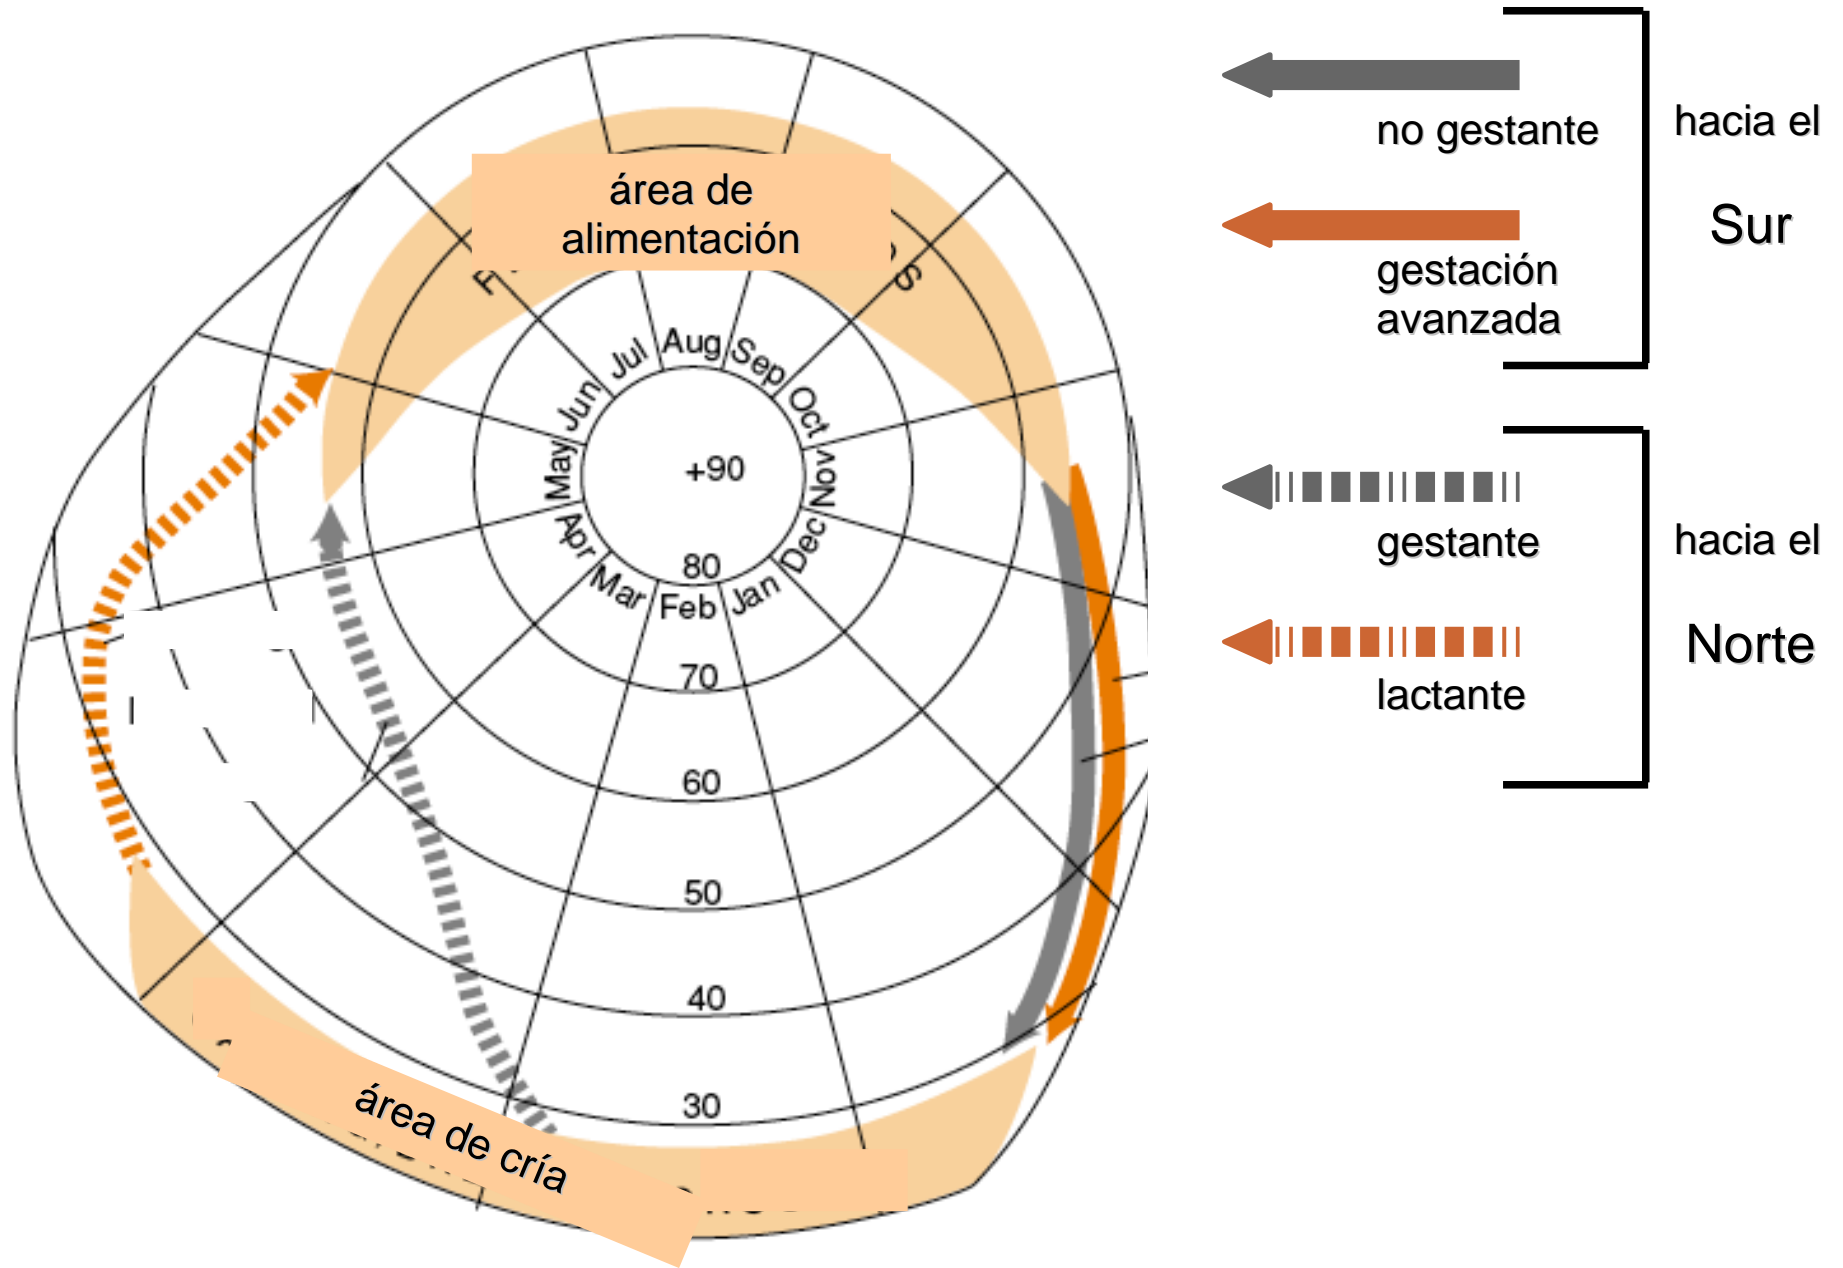 área de
alimentación
S
Jul
Aug
Sep
Jun
Oct
May
+90
Nov
Apr
Dec
80
Mar
Feb
Jan
70
60
50
40
30
área de cría
no gestante
gestación
avanzada
hacia el
Sur
gestante
lactante
hacia el
Norte